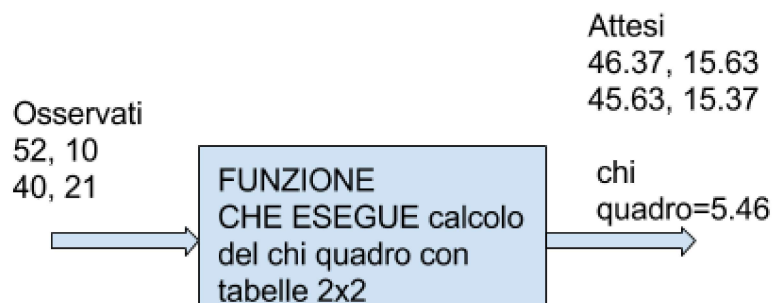 Osservati
52, 10
40, 21
FUNZIONE
CHE ESEGUE calcolo
del chi quadro con
tabelle 2x2
Attesi
46.37, 15.63
45.63, 15.37
chi
quadro=5.46